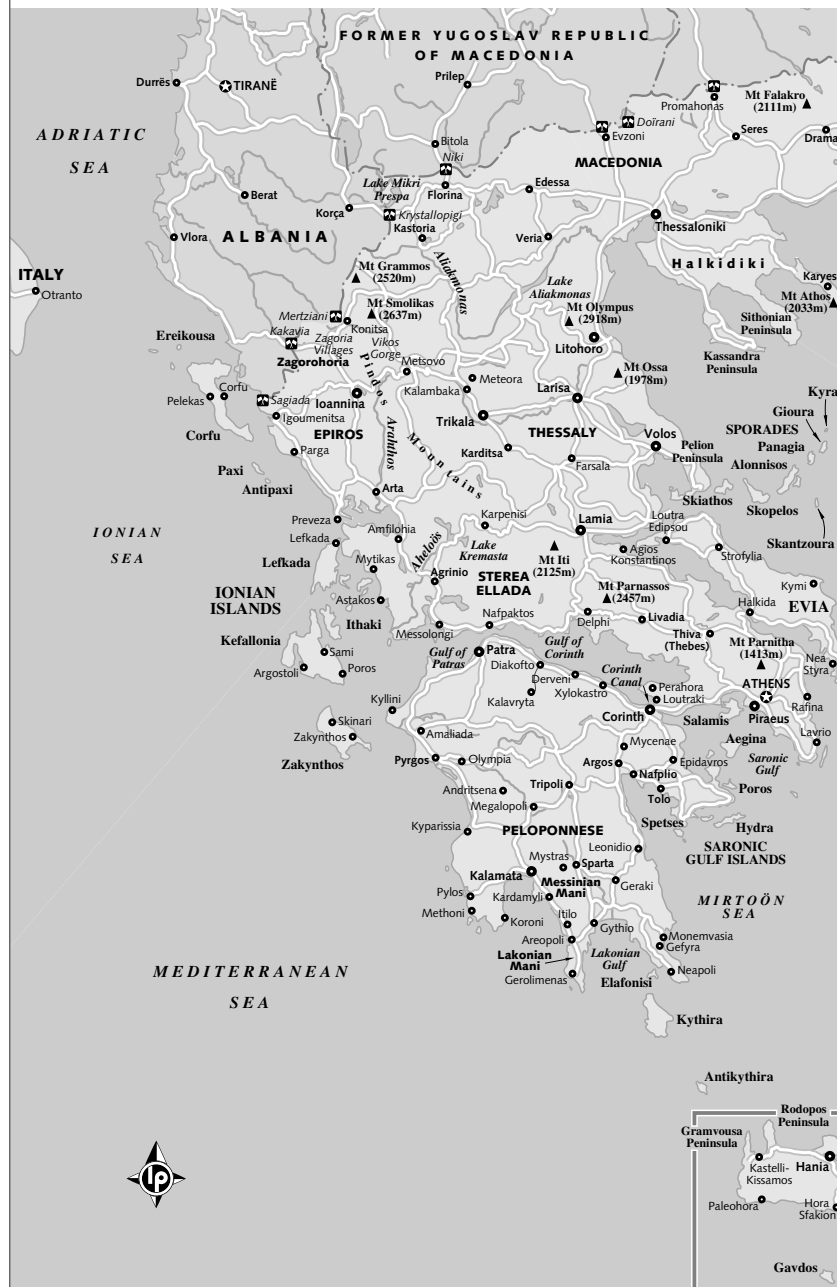 FORMER YUGOSLAV REPUBLIC
OF MACEDONIA
Prilep
Durrës
TIRANË
Mt Falakro
(2111m)
Promahonas
Doïrani
Evzoni
Seres
Drama
ADRIATIC
SEA
Bitola
Niki
MACEDONIA
Lake Mikri
Prespa
Florina
Edessa
Berat
Korça
Krystallopigi
Kastoria
Thessaloniki
Vlora
ALBANIA
Veria
Aliakmonas
Halkidiki
ITALY
Otranto
Mt Grammos
(2520m)
Lake
Aliakmonas
Karyes
Mt Athos
(2033m)
Mt Smolikas
(2637m)
Mt Olympus
(2918m)
Mertziani
Konitsa
Sithonian
Peninsula
Ereikousa
Kakavia
Zagoria
Villages
Vikos
Gorge
Litohoro
Kassandra
Peninsula
Zagorohoria
Metsovo
Mt Ossa
(1978m)
Pindos
Mountains
Meteora
Kalambaka
Corfu
Pelekas
Sagiada
Ioannina
Larisa
Kyra
Igoumenitsa
Trikala
Gioura
SPORADES
Corfu
EPIROS
Arahthos
THESSALY
Volos
Panagia
Parga
Karditsa
Pelion
Peninsula
Alonnisos
Farsala
Paxi
Antipaxi
Arta
Skiathos
Skopelos
Preveza
Karpenisi
Lamia
Loutra
Edipsou
IONIAN
SEA
Lefkada
Amfilohia
Aheloös
Lake
Kremasta
Agios
Konstantinos
Strofylia
Skantzoura
Lefkada
Mytikas
Mt Iti
(2125m)
Agrinio
STEREA
ELLADA
Kymi
IONIAN
ISLANDS
Astakos
Mt Parnassos
(2457m)
Halkida
EVIA
Ithaki
Nafpaktos
Delphi
Livadia
Kefallonia
Messolongi
Thiva
(Thebes)
Mt Parnitha
(1413m)
Sami
Gulf of
Patras
Patra
Gulf of
Corinth
Nea
Styra
Argostoli
Poros
Diakofto
Derveni
Corinth
Canal
Perahora
ATHENS
Xylokastro
Loutraki
Kalavryta
Rafina
Kyllini
Corinth
Salamis
Piraeus
Skinari
Amaliada
Mycenae
Aegina
Lavrio
Zakynthos
Zakynthos
Pyrgos
Olympia
Argos
Epidavros
Saronic
Gulf
Nafplio
Tripoli
Andritsena
Tolo
Poros
Megalopoli
Spetses
Kyparissia
PELOPONNESE
Hydra
Leonidio
SARONIC
GULF ISLANDS
Mystras
Sparta
Kalamata
Messinian
Mani
Geraki
Pylos
Kardamyli
MIRTOÖN
SEA
Methoni
Koroni
Itilo
Gythio
Areopoli
Monemvasia
Gefyra
Lakonian
Mani
Lakonian
Gulf
MEDITERRANEAN
SEA
Gerolimenas
Elafonisi
Neapoli
Kythira
Antikythira
Rodopos
Peninsula
Gramvousa
Peninsula
lp
Kastelli-
Kissamos
Hania
Paleohora
Hora
Sfakion
Gavdos